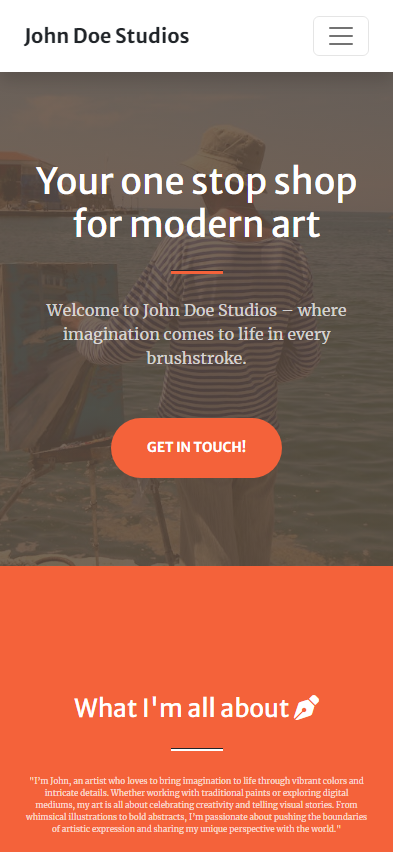 John Doe Studios
Your one stop shop
for modern art
Welcome to John Doe Studios – where
imagination comes to life in every
brushstroke.
GET IN TOUCH!
What I'm all about
"I'm John, an artist who loves to bring imagination to life through vibrant colors and
intricate details. Whether working with traditional paints or exploring digital
mediums, my art is all about celebrating creativity and telling visual stories. From
whimsical illustrations to bold abstracts, I'm passionate about pushing the boundaries
of artistic expression and sharing my unique perspective with the world."